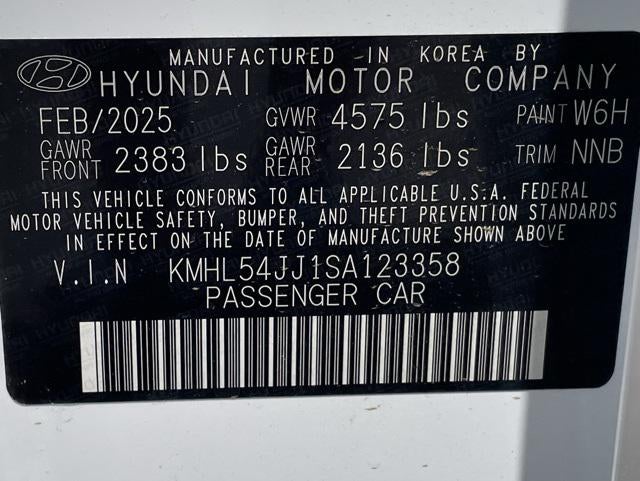 MANUFACTURED IN KOREA BY
HYUNDAI MOTOR COMPANY
FEB/2025 GVWR 4575 lbs PAINT W6H
GAWR FRONT 2383 lbs GAWR REAR 2136 lbs TRIM NNB
THIS VEHICLE CONFORMS TO ALL APPLICABLE U.S.A. FEDERAL
MOTOR VEHICLE SAFETY, BUMPER, AND THEFT PREVENTION STANDARDS
IN EFFECT ON THE DATE OF MANUFACTURE SHOWN ABOVE
V.I.N KMHL54JJ1SA123358
PASSENGER CAR